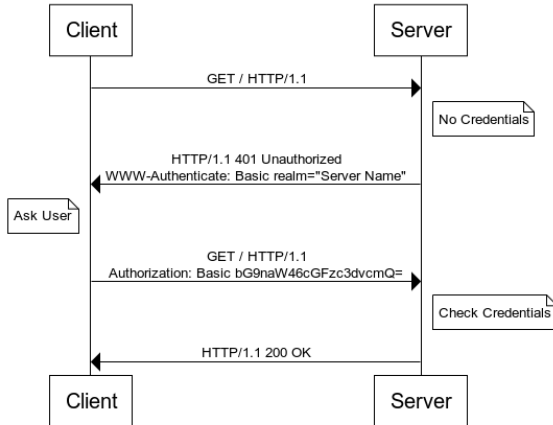 Client
Server
GET / HTTP/1.1
No Credentials
HTTP/1.1 401 Unauthorized
WWW-Authenticate: Basic realm="Server Name"
Ask User
GET / HTTP/1.1
Authorization: Basic bG9naW46cGFzc3dvcmQ=
Check Credentials
HTTP/1.1 200 OK
Client
Server